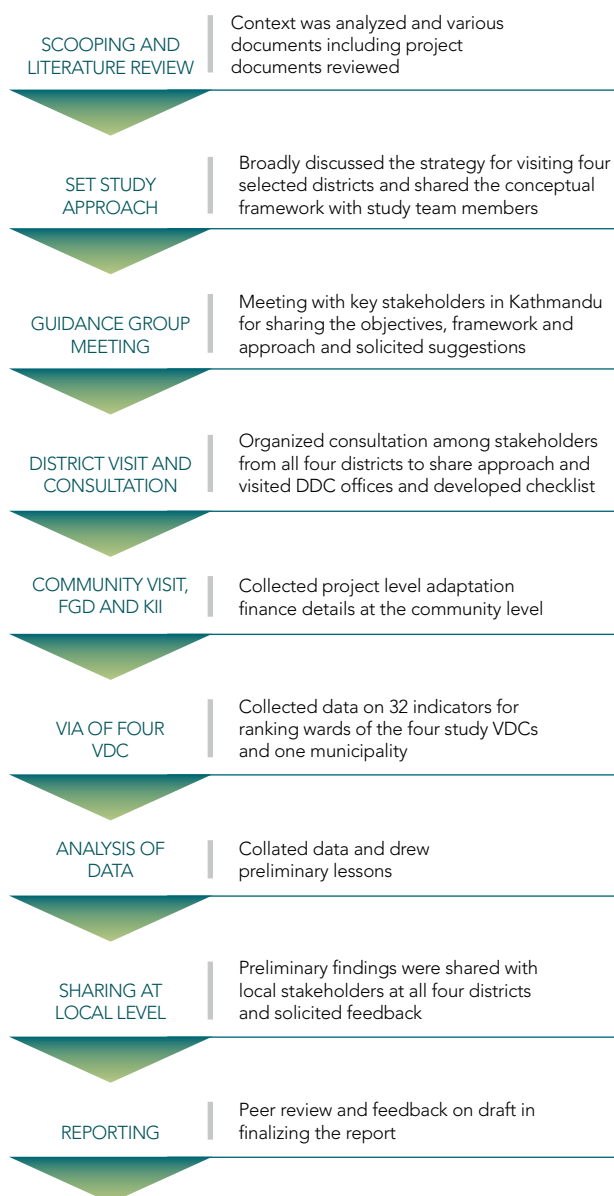 SCOOPING AND
LITERATURE REVIEW
Context was analyzed and various
documents including project
documents reviewed
SET STUDY
APPROACH
Broadly discussed the strategy for visiting four
selected districts and shared the conceptual
framework with study team members
GUIDANCE GROUP
MEETING
Meeting with key stakeholders in Kathmandu
for sharing the objectives, framework and
approach and solicited suggestions
DISTRICT VISIT AND
CONSULTATION
Organized consultation among stakeholders
from all four districts to share approach and
visited DDC offices and developed checklist
COMMUNITY VISIT,
FGD AND KII
Collected project level adaptation
finance details at the community level
VIA OF FOUR
VDC
Collected data on 32 indicators for
ranking wards of the four study VDCs
and one municipality
ANALYSIS OF
DATA
Collated data and drew
preliminary lessons
SHARING AT
LOCAL LEVEL
Preliminary findings were shared with
local stakeholders at all four districts
and solicited feedback
REPORTING
Peer review and feedback on draft in
finalizing the report